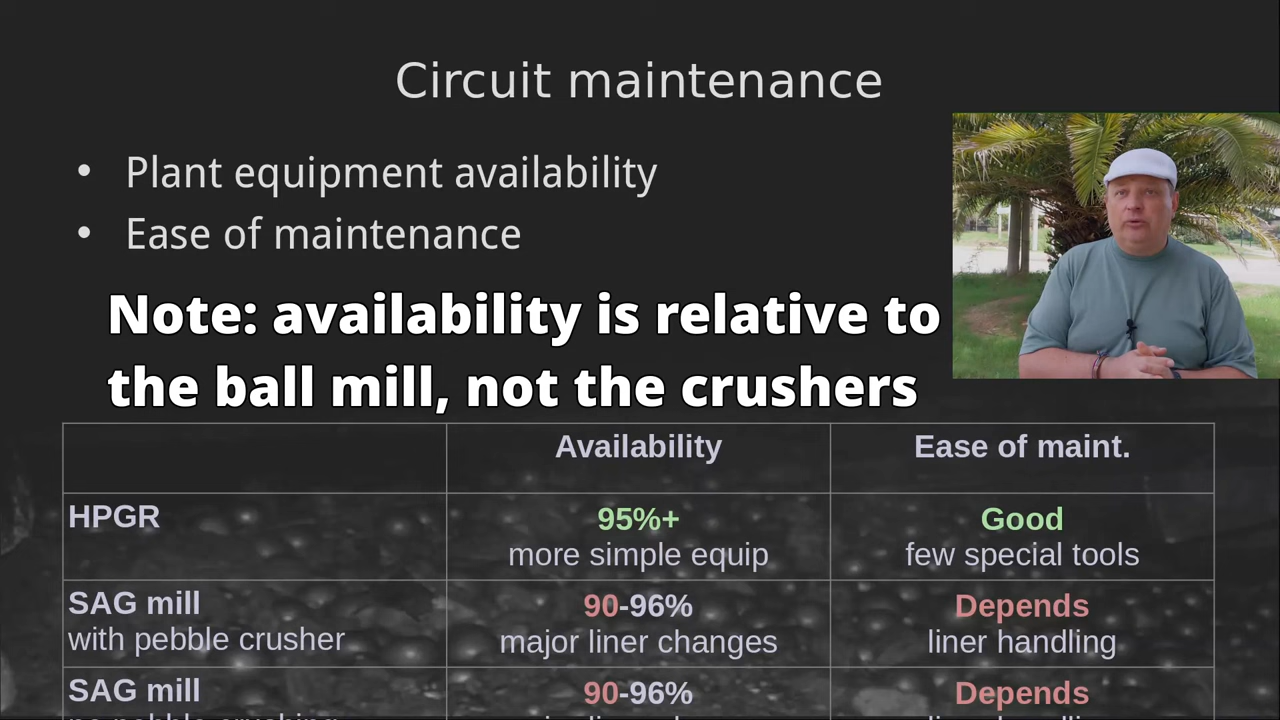 Circuit maintenance
• Plant equipment availability
• Ease of maintenance
Note: availability is relative to
the ball mill, not the crushers
Availability
Ease of maint.
HPGR
95%+
Good
more simple equip
few special tools
SAG mill
90-96%
Depends
with pebble crusher
major liner changes
liner handling
SAG mill
90-96%
Depends